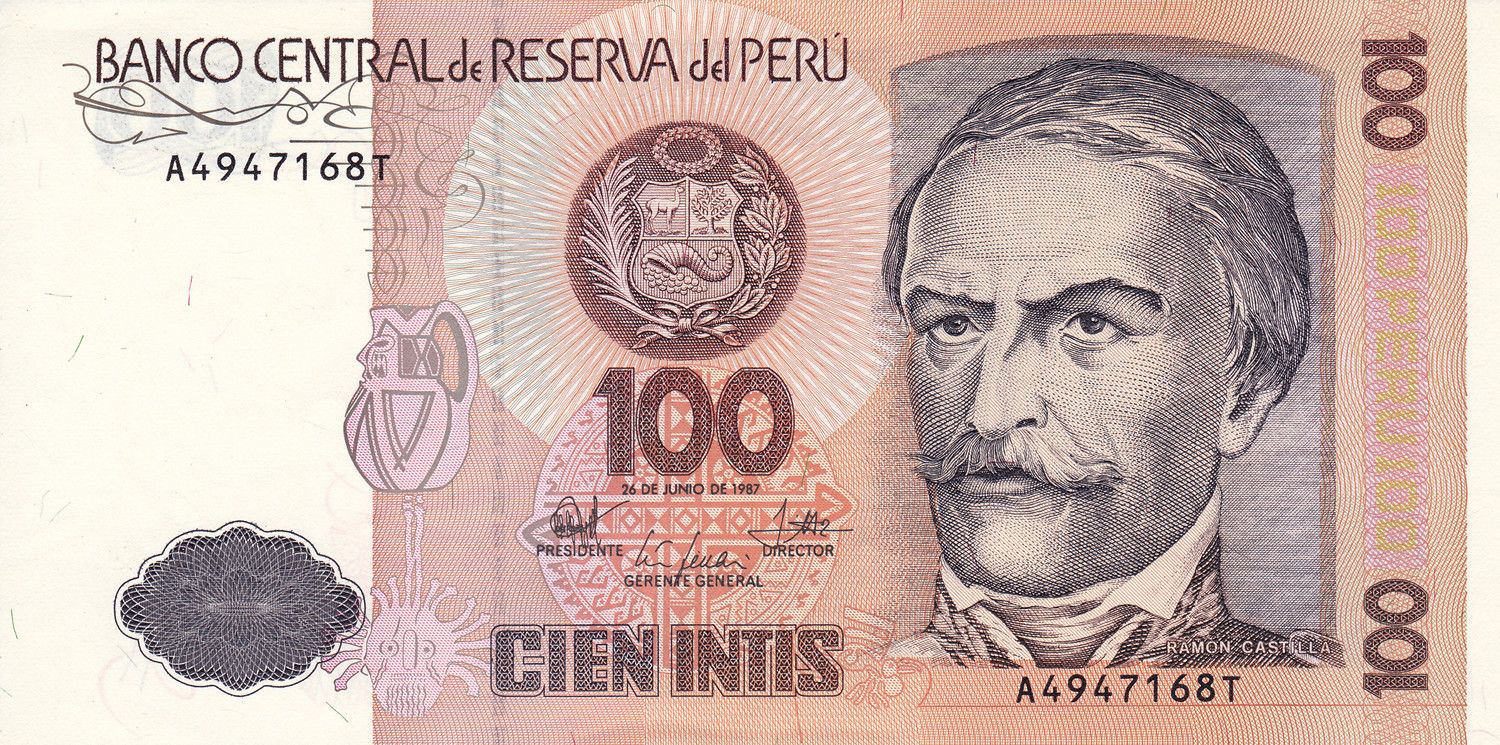 BANCO CENTRAL de RESERVA del PERÚ
A4947168T
100
26 DE JUNIO DE 1987
PRESIDENTE
DIRECTOR
GERENTE GENERAL
CIEN INTIS
RAMON CASTILLA
A4947168T
100
100 PERU 100
100